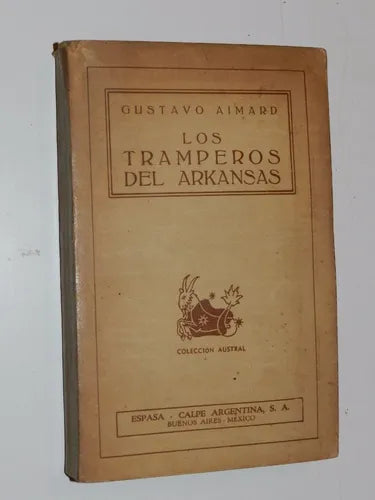 GUSTAVO AIMARD
LOS
TRAMPEROS
DEL ARKANSAS
COLECCION AUSTRAL
ESPASA - CALPE ARGENTINA, S. A.
BUENOS AIRES - MEXICO